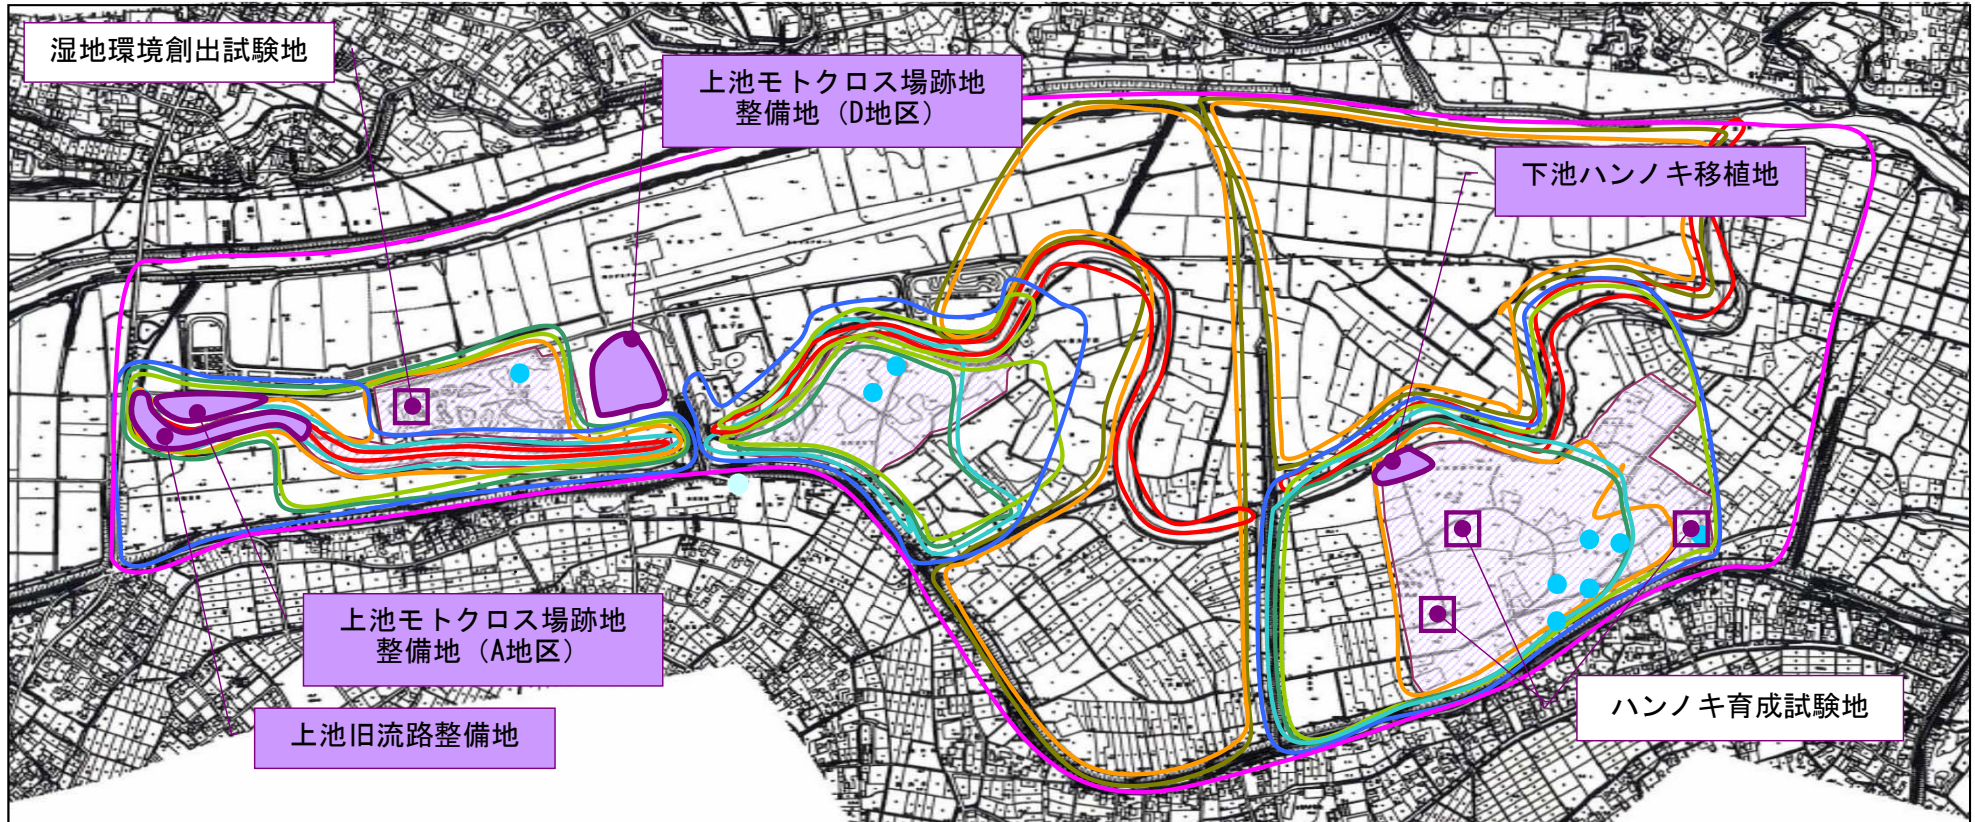 湿地環境創出試験地
上池モトクロス場跡地
整備地（D地区）
下池ハンノキ移植地
上池モトクロス場跡地
整備地（A地区）
上池旧流路整備地
ハンノキ育成試験地